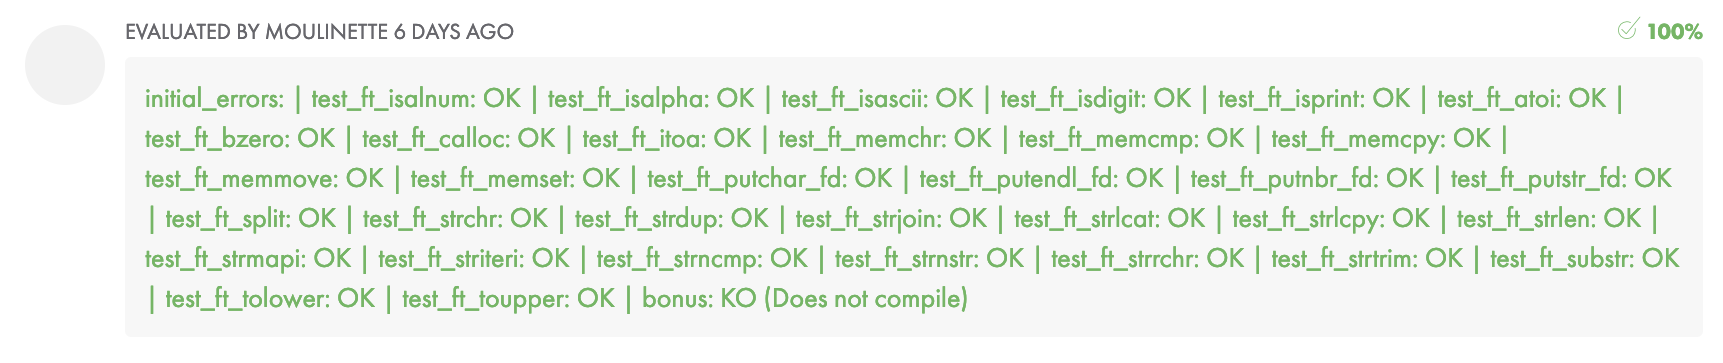 EVALUATED BY MOULINETTE 6 DAYS AGO 100%
initial_errors: | test_ft_isalnum: OK | test_ft_isalpha: OK | test_ft_isascii: OK | test_ft_isdigit: OK | test_ft_isprint: OK | test_ft_atoi: OK |
test_ft_bzero: OK | test_ft_calloc: OK | test_ft_itoa: OK | test_ft_memchr: OK | test_ft_memcmp: OK | test_ft_memcpy: OK |
test_ft_memmove: OK | test_ft_memset: OK | test_ft_putchar_fd: OK | test_ft_putendl_fd: OK | test_ft_putnbr_fd: OK | test_ft_putstr_fd: OK
| test_ft_split: OK | test_ft_strchr: OK | test_ft_strdup: OK | test_ft_strjoin: OK | test_ft_strlcat: OK | test_ft_strlcpy: OK | test_ft_strlen: OK |
test_ft_strmapi: OK | test_ft_striteri: OK | test_ft_strncmp: OK | test_ft_strnstr: OK | test_ft_strrchr: OK | test_ft_strtrim: OK | test_ft_substr: OK
| test_ft_tolower: OK | test_ft_toupper: OK | bonus: KO (Does not compile)